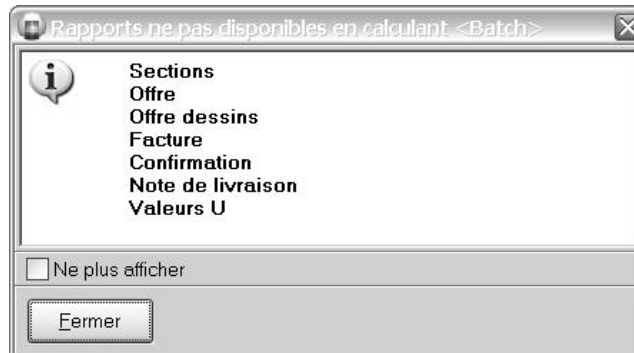 Rapports ne pas disponibles en calculant <Batch>
Sections
Offre
Offre dessins
Facture
Confirmation
Note de livraison
Valeurs U
Ne plus afficher
Fermer